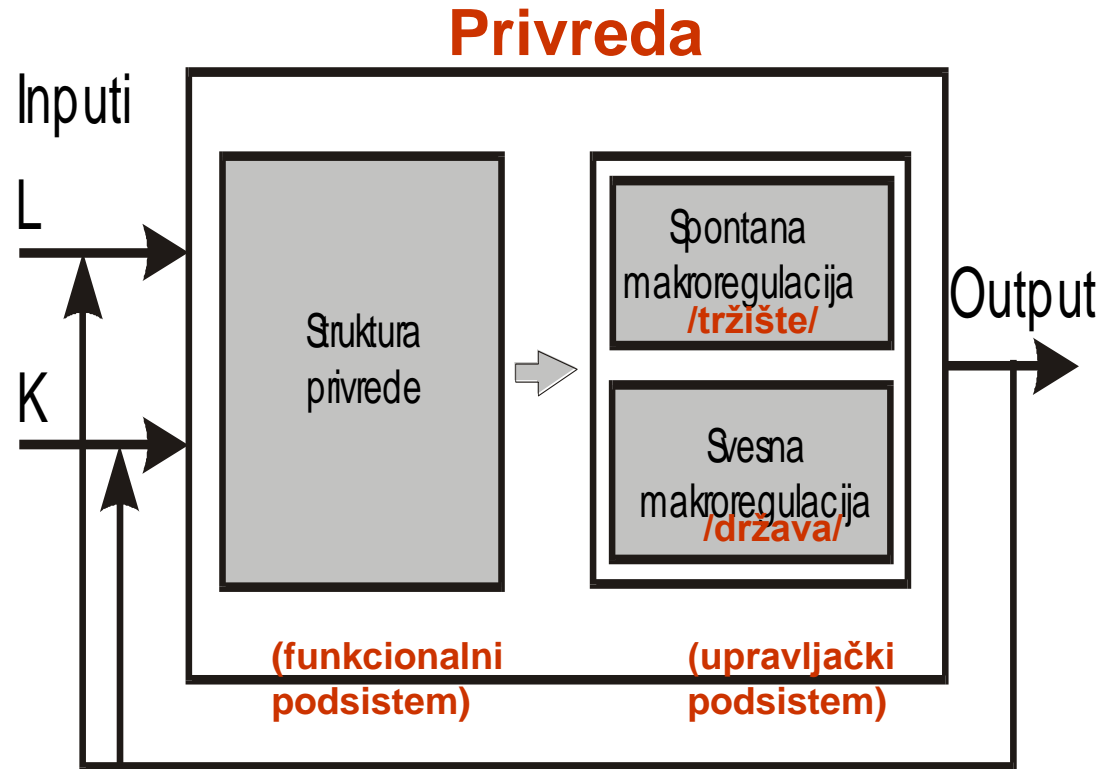 Privreda
Inputi
L
K
Struktura
privrede
Spontana
makroregulacija
/tržište/
Svesna
makroregulacija
/država/
Output
(funkcionalni
podsistem)
(upravljački
podsistem)